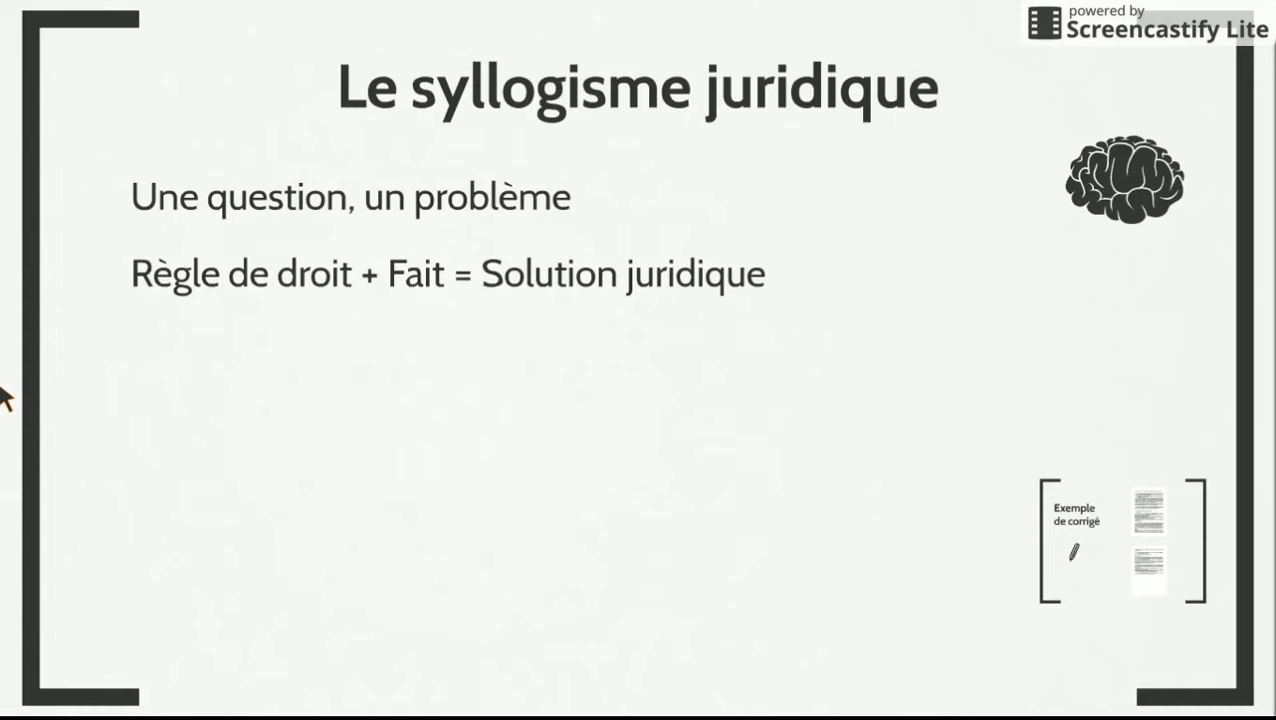 powered by
Screencastify Lite
Le syllogisme juridique
Une question, un problème
Règle de droit + Fait = Solution juridique
Exemple
de corrigé